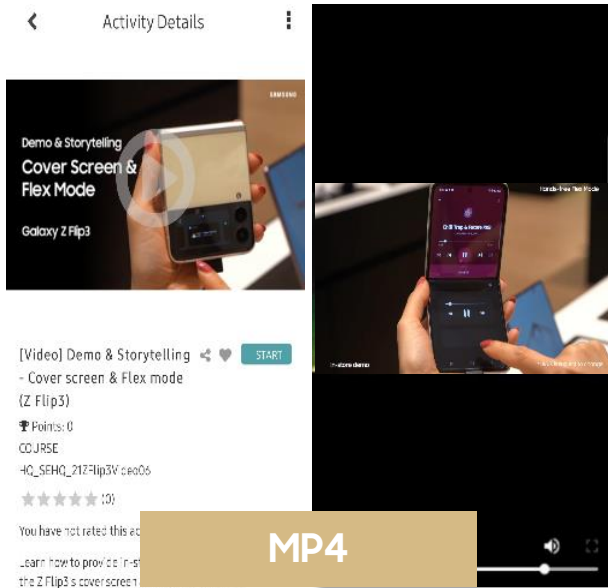 Activity Details
SAMSUNG
Demo & Storytelling
Cover Screen &
Flex Mode
Galaxy Z Flip3
[Video] Demo & Storytelling
START
- Cover screen & Flex mode
(Z Flip3)
Points: 0
COURSE
HQ_SEHQ_21ZFlip3Video06
(0)
You have not rated this ac
Learn how to provide in-st
the Z Flip3's cover screen
Hands-free Flex Mode
In-store demo
MP4